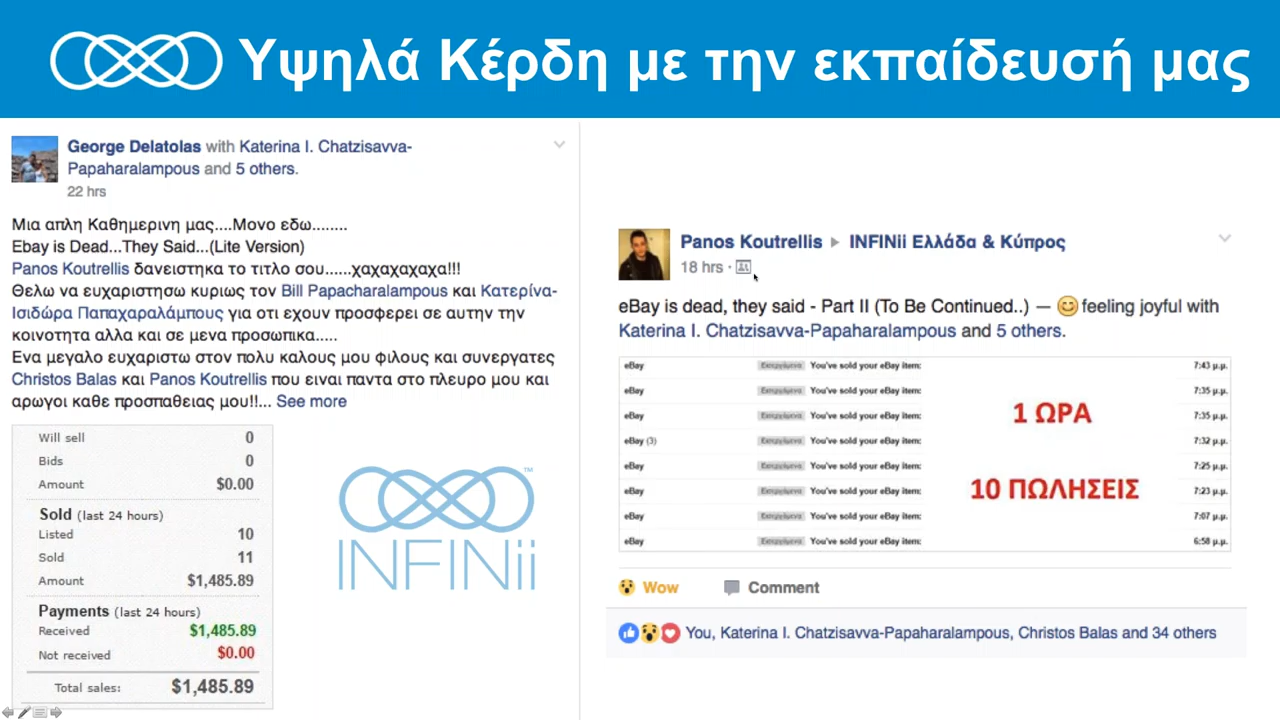 Υψηλά Κέρδη με την εκπαίδευσή μας
George Delatolas with Katerina I. Chatzisavva-
Papaharalampous and 5 others.
22 hrs
Μια απλη Καθημερινη μας....Μονο εδω........
Ebay is Dead...They Said...(Lite Version)
Panos Koutrellis δανειστηκα το τιτλο σου......χαχαχαχαχα!!!
Θελω να ευχαριστησω κυριως τον Bill Papacharalampous και Κατερίνα-
Ισιδώρα Παπαχαραλάμπους για οτι εχουν προσφερει σε αυτην την
κοινοτητα αλλα και σε μενα προσωπικα.....
Ενα μεγαλο ευχαριστω στον πολυ καλους μου φιλους και συνεργατες
Christos Balas και Panos Koutrellis που ειναι παντα στο πλευρο μου και
αρωγοι καθε προσπαθειας μου!!... See more
Will sell 0
Bids 0
Amount $0.00
Sold (last 24 hours)
Listed 10
Sold 11
Amount $1,485.89
Payments (last 24 hours)
Received $1,485.89
Not received $0.00
Total sales: $1,485.89
INFINii™
Panos Koutrellis ▶ INFINii Ελλάδα & Κύπρος
18 hrs ·
eBay is dead, they said - Part II (To Be Continued..) — feeling joyful with
Katerina I. Chatzisavva-Papaharalampous and 5 others.
eBay Εισερχόμενα You've sold your eBay item: 7:43 μ.μ.
eBay Εισερχόμενα You've sold your eBay item: 7:35 μ.μ.
eBay Εισερχόμενα You've sold your eBay item: 7:35 μ.μ.
eBay (3) Εισερχόμενα You've sold your eBay item: 7:32 μ.μ.
eBay Εισερχόμενα You've sold your eBay item: 7:25 μ.μ.
eBay Εισερχόμενα You've sold your eBay item: 7:23 μ.μ.
eBay Εισερχόμενα You've sold your eBay item: 7:07 μ.μ.
eBay Εισερχόμενα You've sold your eBay item: 6:58 μ.μ.
1 ΩΡΑ
10 ΠΩΛΗΣΕΙΣ
Wow Comment
You, Katerina I. Chatzisavva-Papaharalampous, Christos Balas and 34 others